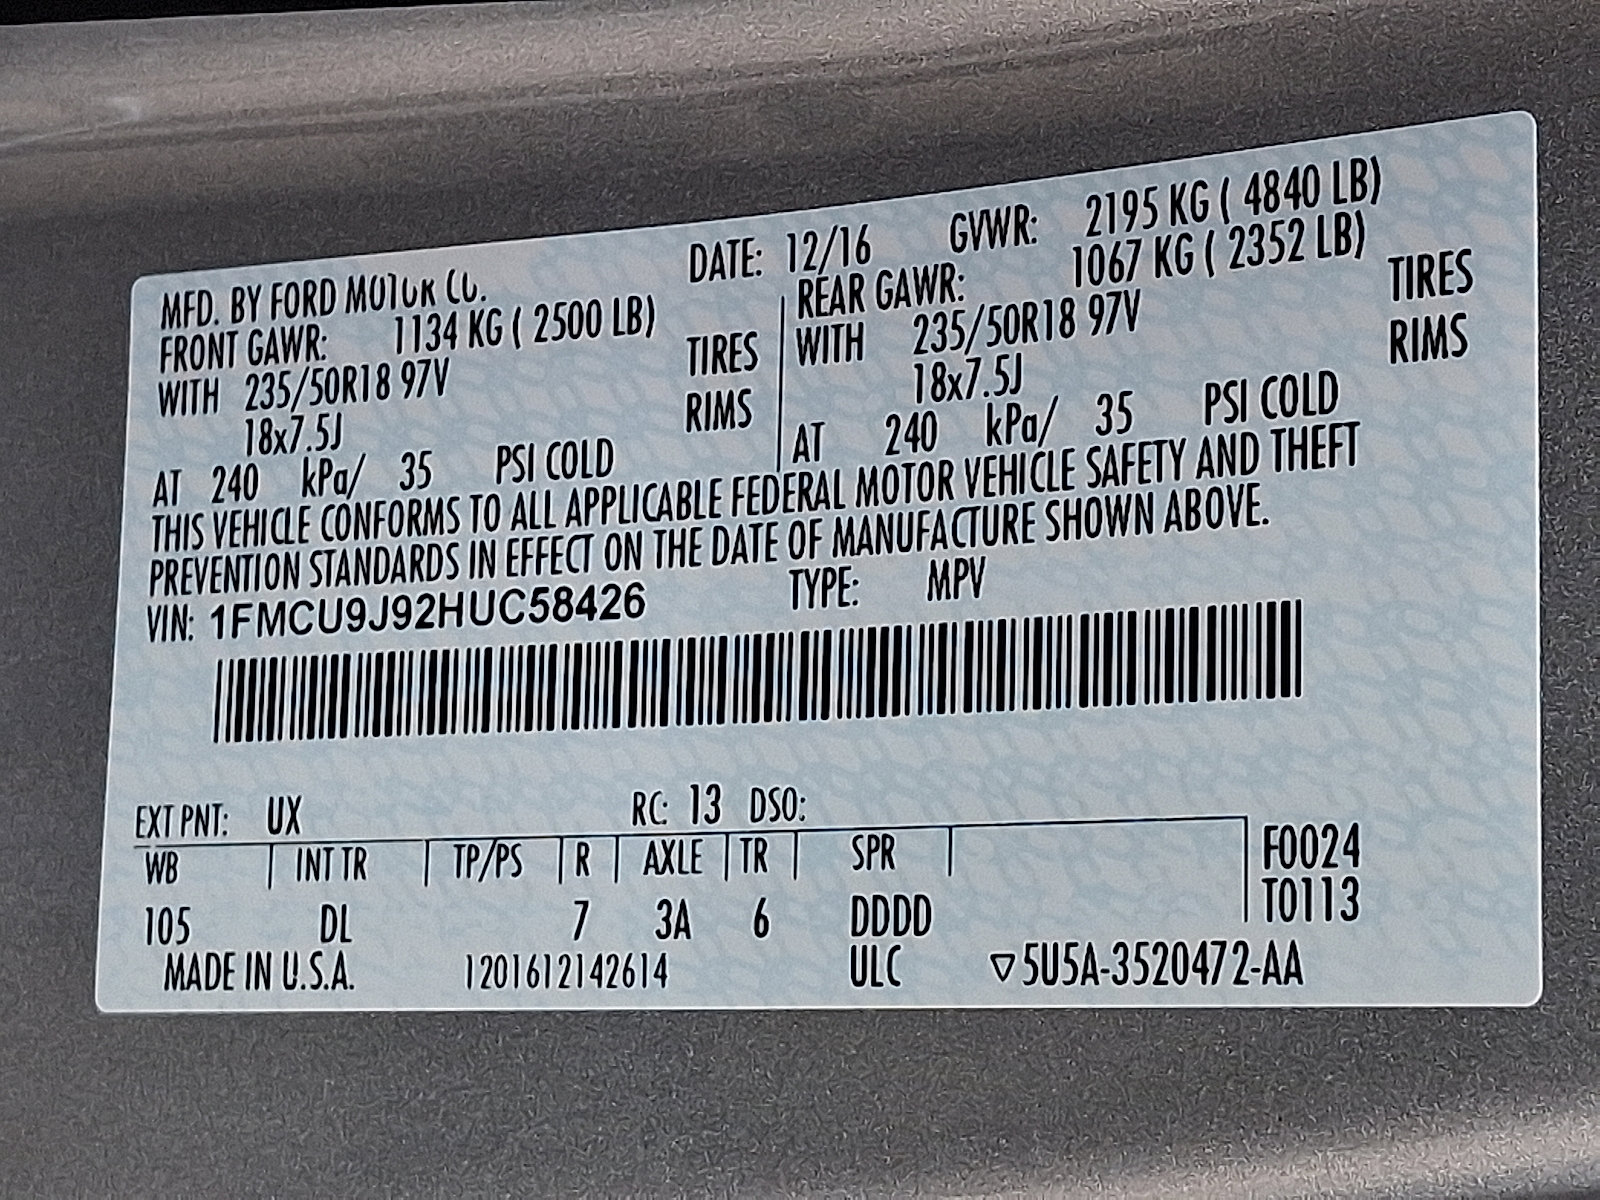 MFD. BY FORD MOTOR CO. DATE: 12/16 GVWR: 2195 KG ( 4840 LB)
FRONT GAWR: 1134 KG ( 2500 LB) REAR GAWR: 1067 KG ( 2352 LB)
WITH 235/50R18 97V TIRES WITH 235/50R18 97V TIRES
18x7.5J RIMS 18x7.5J RIMS
AT 240 kPa/ 35 PSI COLD AT 240 kPa/ 35 PSI COLD
THIS VEHICLE CONFORMS TO ALL APPLICABLE FEDERAL MOTOR VEHICLE SAFETY AND THEFT
PREVENTION STANDARDS IN EFFECT ON THE DATE OF MANUFACTURE SHOWN ABOVE.
VIN: 1FMCU9J92HUC58426 TYPE: MPV
EXT PNT: UX RC: 13 DSO:
WB INT TR TP/PS R AXLE TR SPR F0024
105 DL 7 3A 6 DDDD T0113
MADE IN U.S.A. 1201612142614 ULC ▽5U5A-3520472-AA